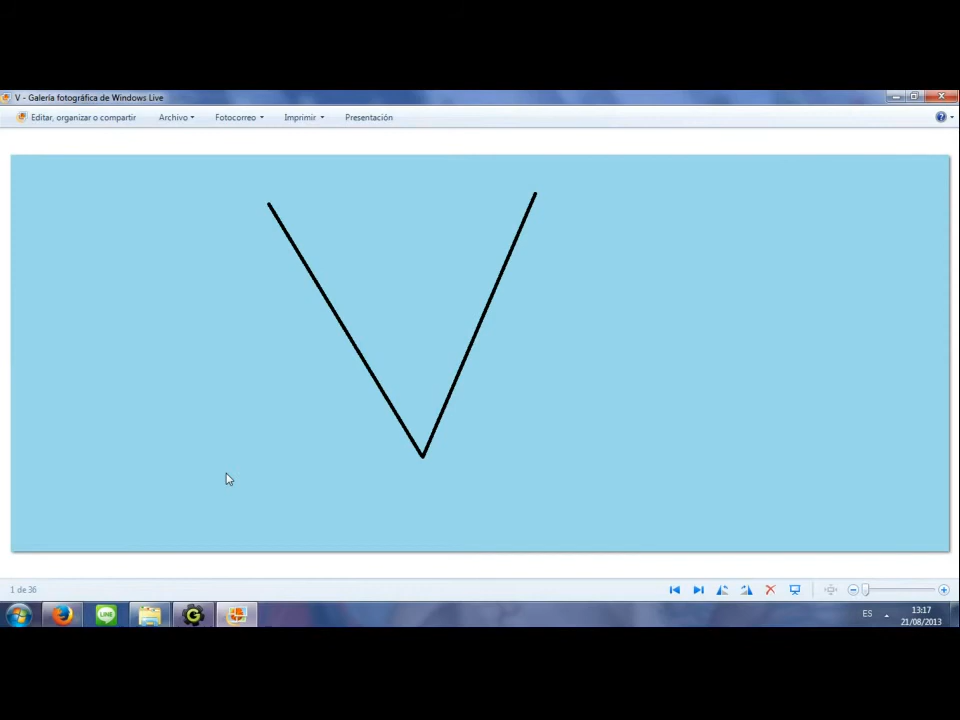 V - Galería fotográfica de Windows Live
Editar, organizar o compartir Archivo Fotocorreo Imprimir Presentación
V
1 de 36
LINE
G
ES 13:17
21/08/2013